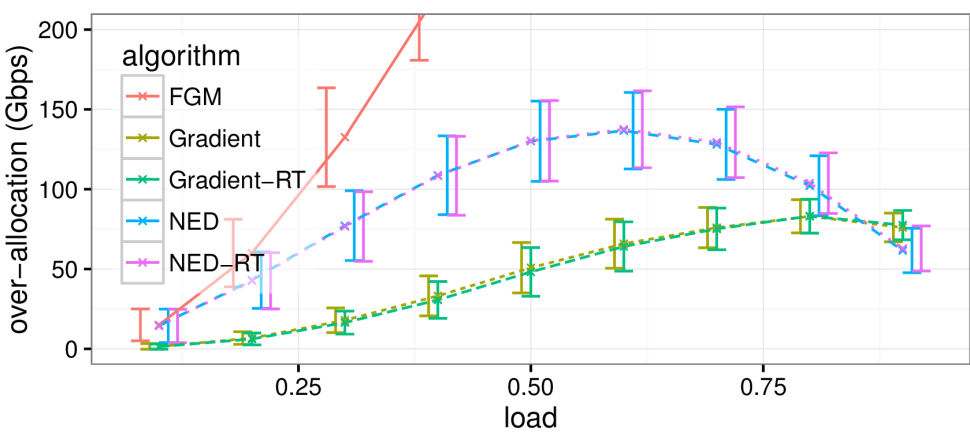 over-allocation (Gbps)
200
150
100
50
0
algorithm
FGM
Gradient
Gradient-RT
NED
NED-RT
0.25
0.50
0.75
load